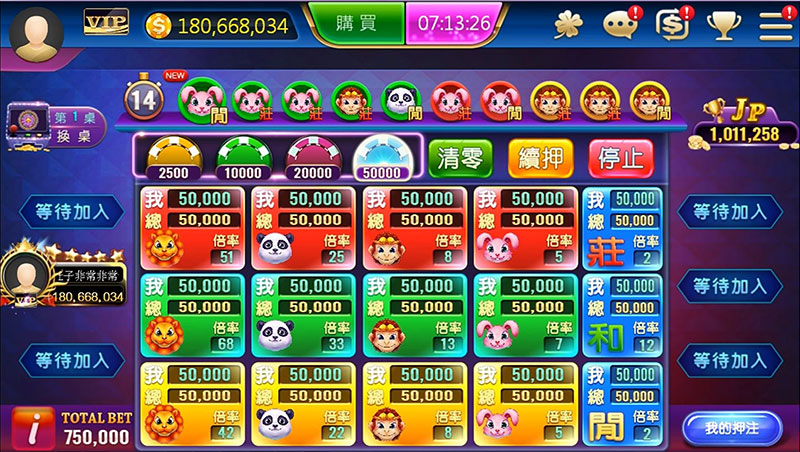 VIP 180,668,034 購買 07:13:26
NEW
14 閒 莊 莊 閒 閒 莊 莊 莊 莊 閒
第1桌
換桌
JP
1,011,258
2500 10000 20000 50000 清零 續押 停止
等待加入 等待加入
我 50,000 我 50,000 我 50,000 我 50,000 我 50,000
總 50,000 總 50,000 總 50,000 總 50,000 總 50,000
倍率 倍率 倍率 倍率 莊 倍率
51 25 8 5 2
子非常非常
180,668,034
VIP
等待加入
我 50,000 我 50,000 我 50,000 我 50,000 我 50,000
總 50,000 總 50,000 總 50,000 總 50,000 總 50,000
倍率 倍率 倍率 倍率 和 倍率
68 33 13 7 12
等待加入 等待加入
我 50,000 我 50,000 我 50,000 我 50,000 我 50,000
總 50,000 總 50,000 總 50,000 總 50,000 總 50,000
倍率 倍率 倍率 倍率 閒 倍率
42 22 8 5 2
i TOTAL BET
750,000
我的押注